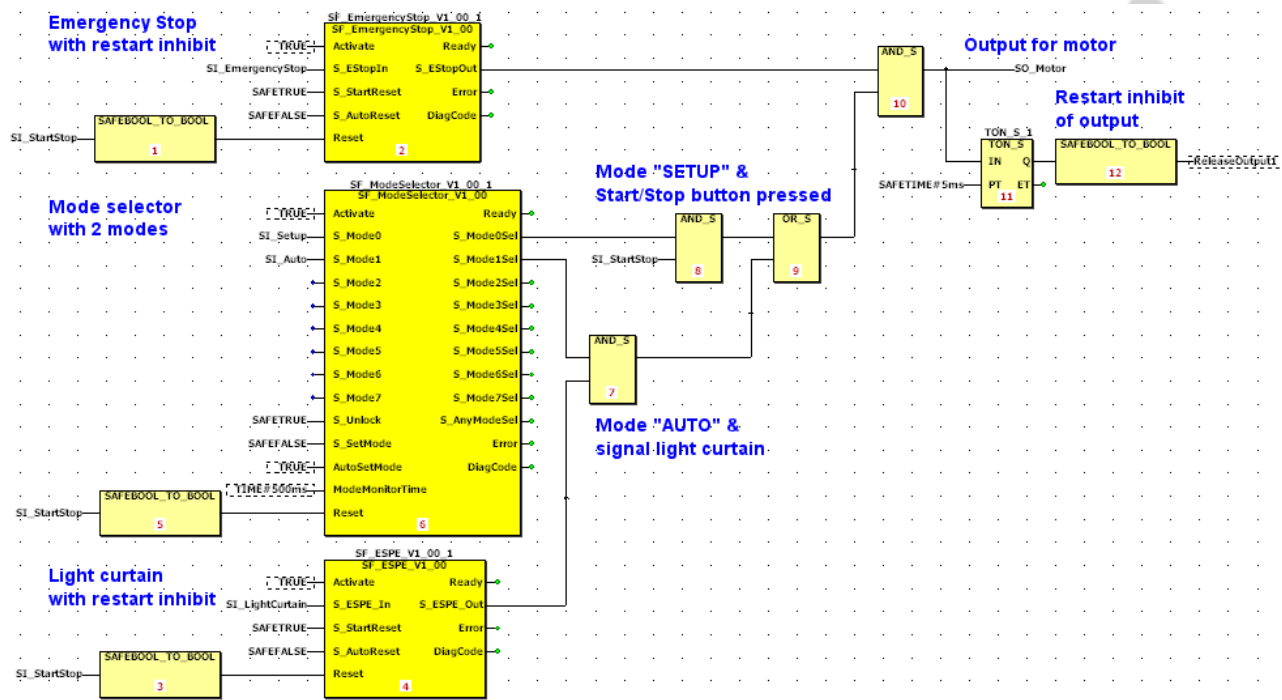 Emergency Stop
with restart inhibit
SF_EmergencyStop_V1_00_1
SF_EmergencyStop_V1_00
TRUE
Activate
Ready
SI_EmergencyStop
S_EStopIn
S_EStopOut
SAFETRUE
S_StartReset
Error
SAFEFALSE
S_AutoReset
DiagCode
SI_StartStop
SAFEBOOL_TO_BOOL
1
Reset
2
AND_S
10
Output for motor
SO_Motor
Restart inhibit
of output
TON_S_1
TON_S
IN
Q
SAFETIME#5ms
PT
ET
11
SAFEBOOL_TO_BOOL
12
ReleaseOutput1
Mode selector
with 2 modes
SF_ModeSelector_V1_00_1
SF_ModeSelector_V1_00
TRUE
Activate
Ready
SI_Setup
S_Mode0
S_Mode0Sel
SI_Auto
S_Mode1
S_Mode1Sel
S_Mode2
S_Mode2Sel
S_Mode3
S_Mode3Sel
S_Mode4
S_Mode4Sel
S_Mode5
S_Mode5Sel
S_Mode6
S_Mode6Sel
S_Mode7
S_Mode7Sel
SAFETRUE
S_Unlock
S_AnyModeSel
SAFEFALSE
S_SetMode
Error
TRUE
AutoSetMode
DiagCode
TIME#500ms
ModeMonitorTime
SI_StartStop
SAFEBOOL_TO_BOOL
5
Reset
6
Mode "SETUP" &
Start/Stop button pressed
SI_StartStop
AND_S
8
OR_S
9
AND_S
7
Mode "AUTO" &
signal light curtain
Light curtain
with restart inhibit
SF_ESPE_V1_00_1
SF_ESPE_V1_00
TRUE
Activate
Ready
SI_LightCurtain
S_ESPE_In
S_ESPE_Out
SAFETRUE
S_StartReset
Error
SAFEFALSE
S_AutoReset
DiagCode
SI_StartStop
SAFEBOOL_TO_BOOL
3
Reset
4